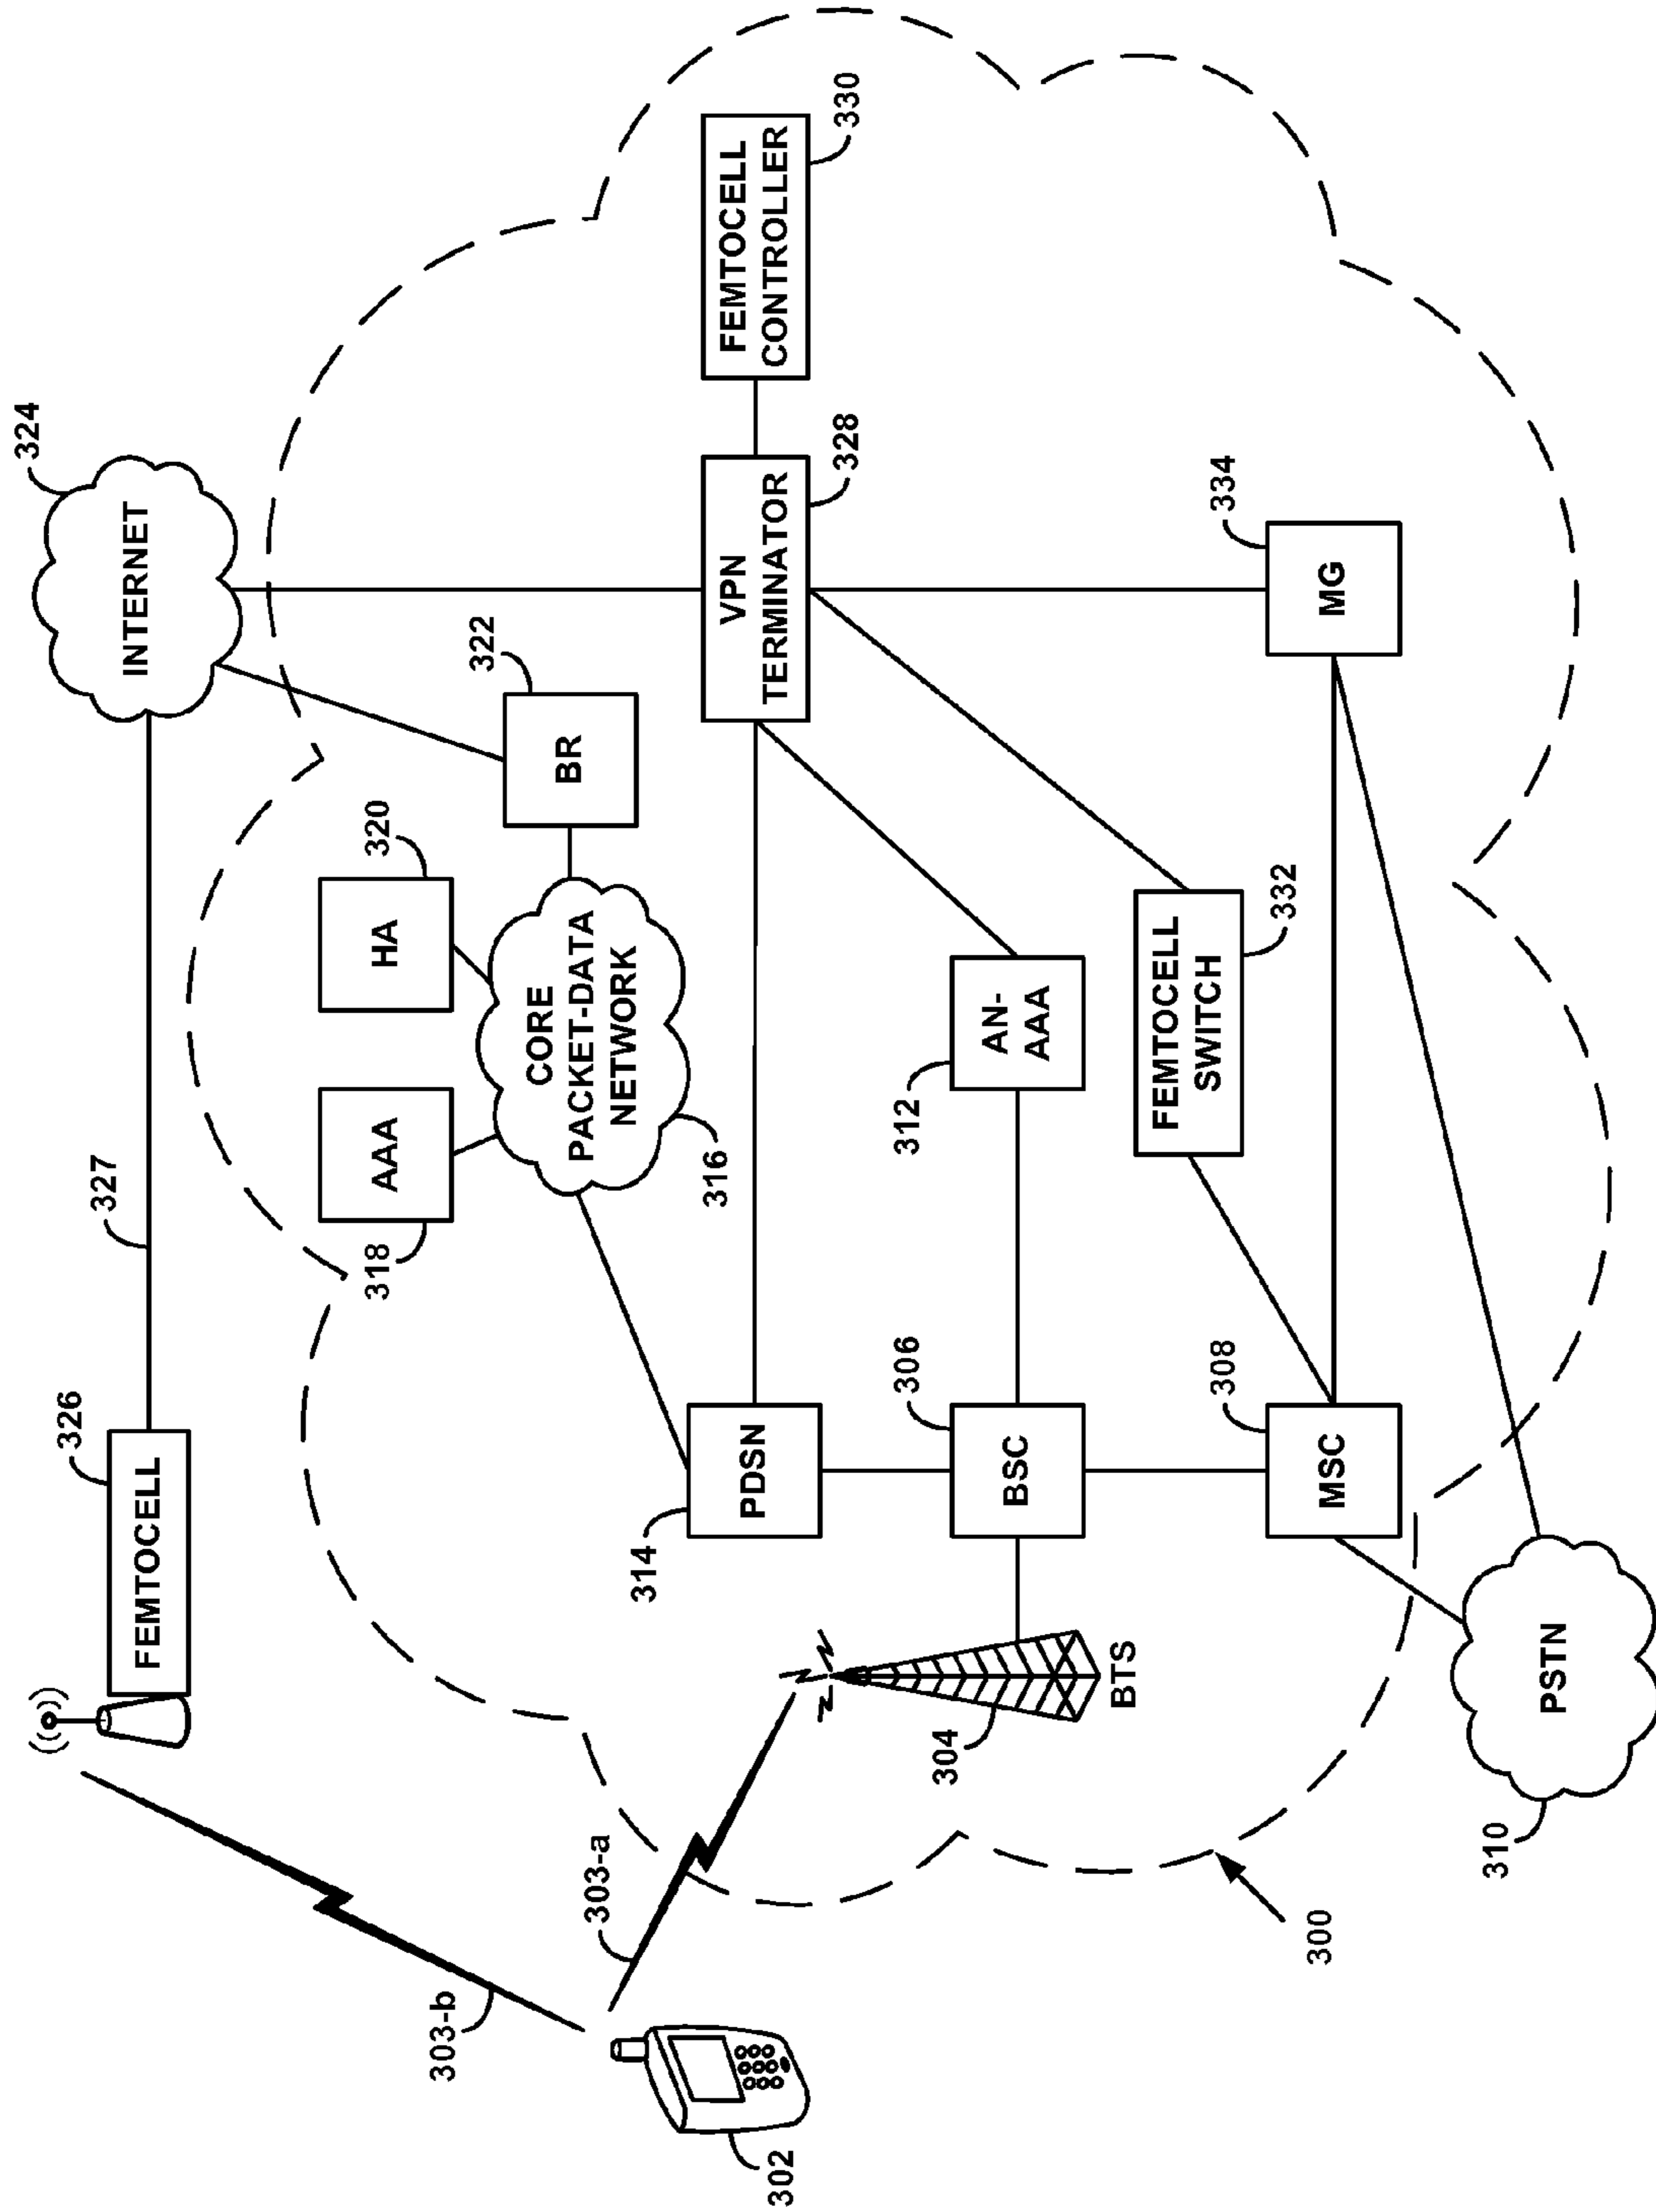 326
327
324
FEMTOCELL
INTERNET
303-b
318
AAA
320
HA
322
BR
CORE
PACKET-DATA
NETWORK
316
302
303-a
314
PDSN
VPN
TERMINATOR
328
FEMTOCELL
CONTROLLER
330
304
BTS
306
BSC
312
AN-
AAA
FEMTOCELL
SWITCH
332
308
MSC
334
MG
300
310
PSTN